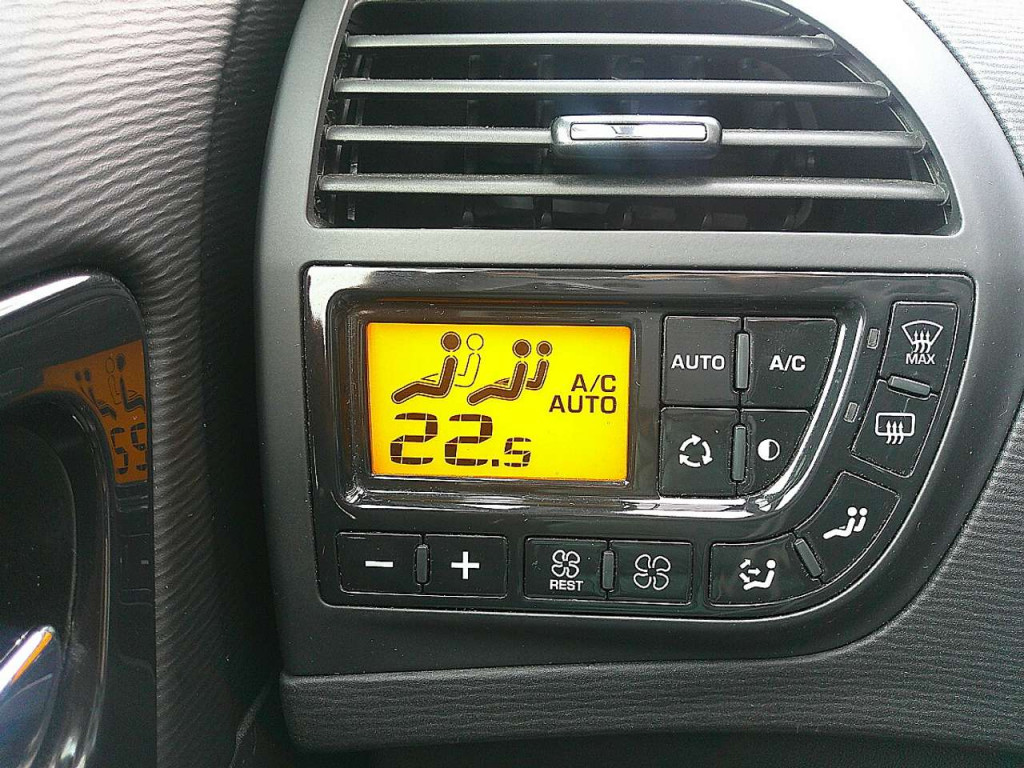 A/C
AUTO
22.5
AUTO
A/C
MAX
- +
REST